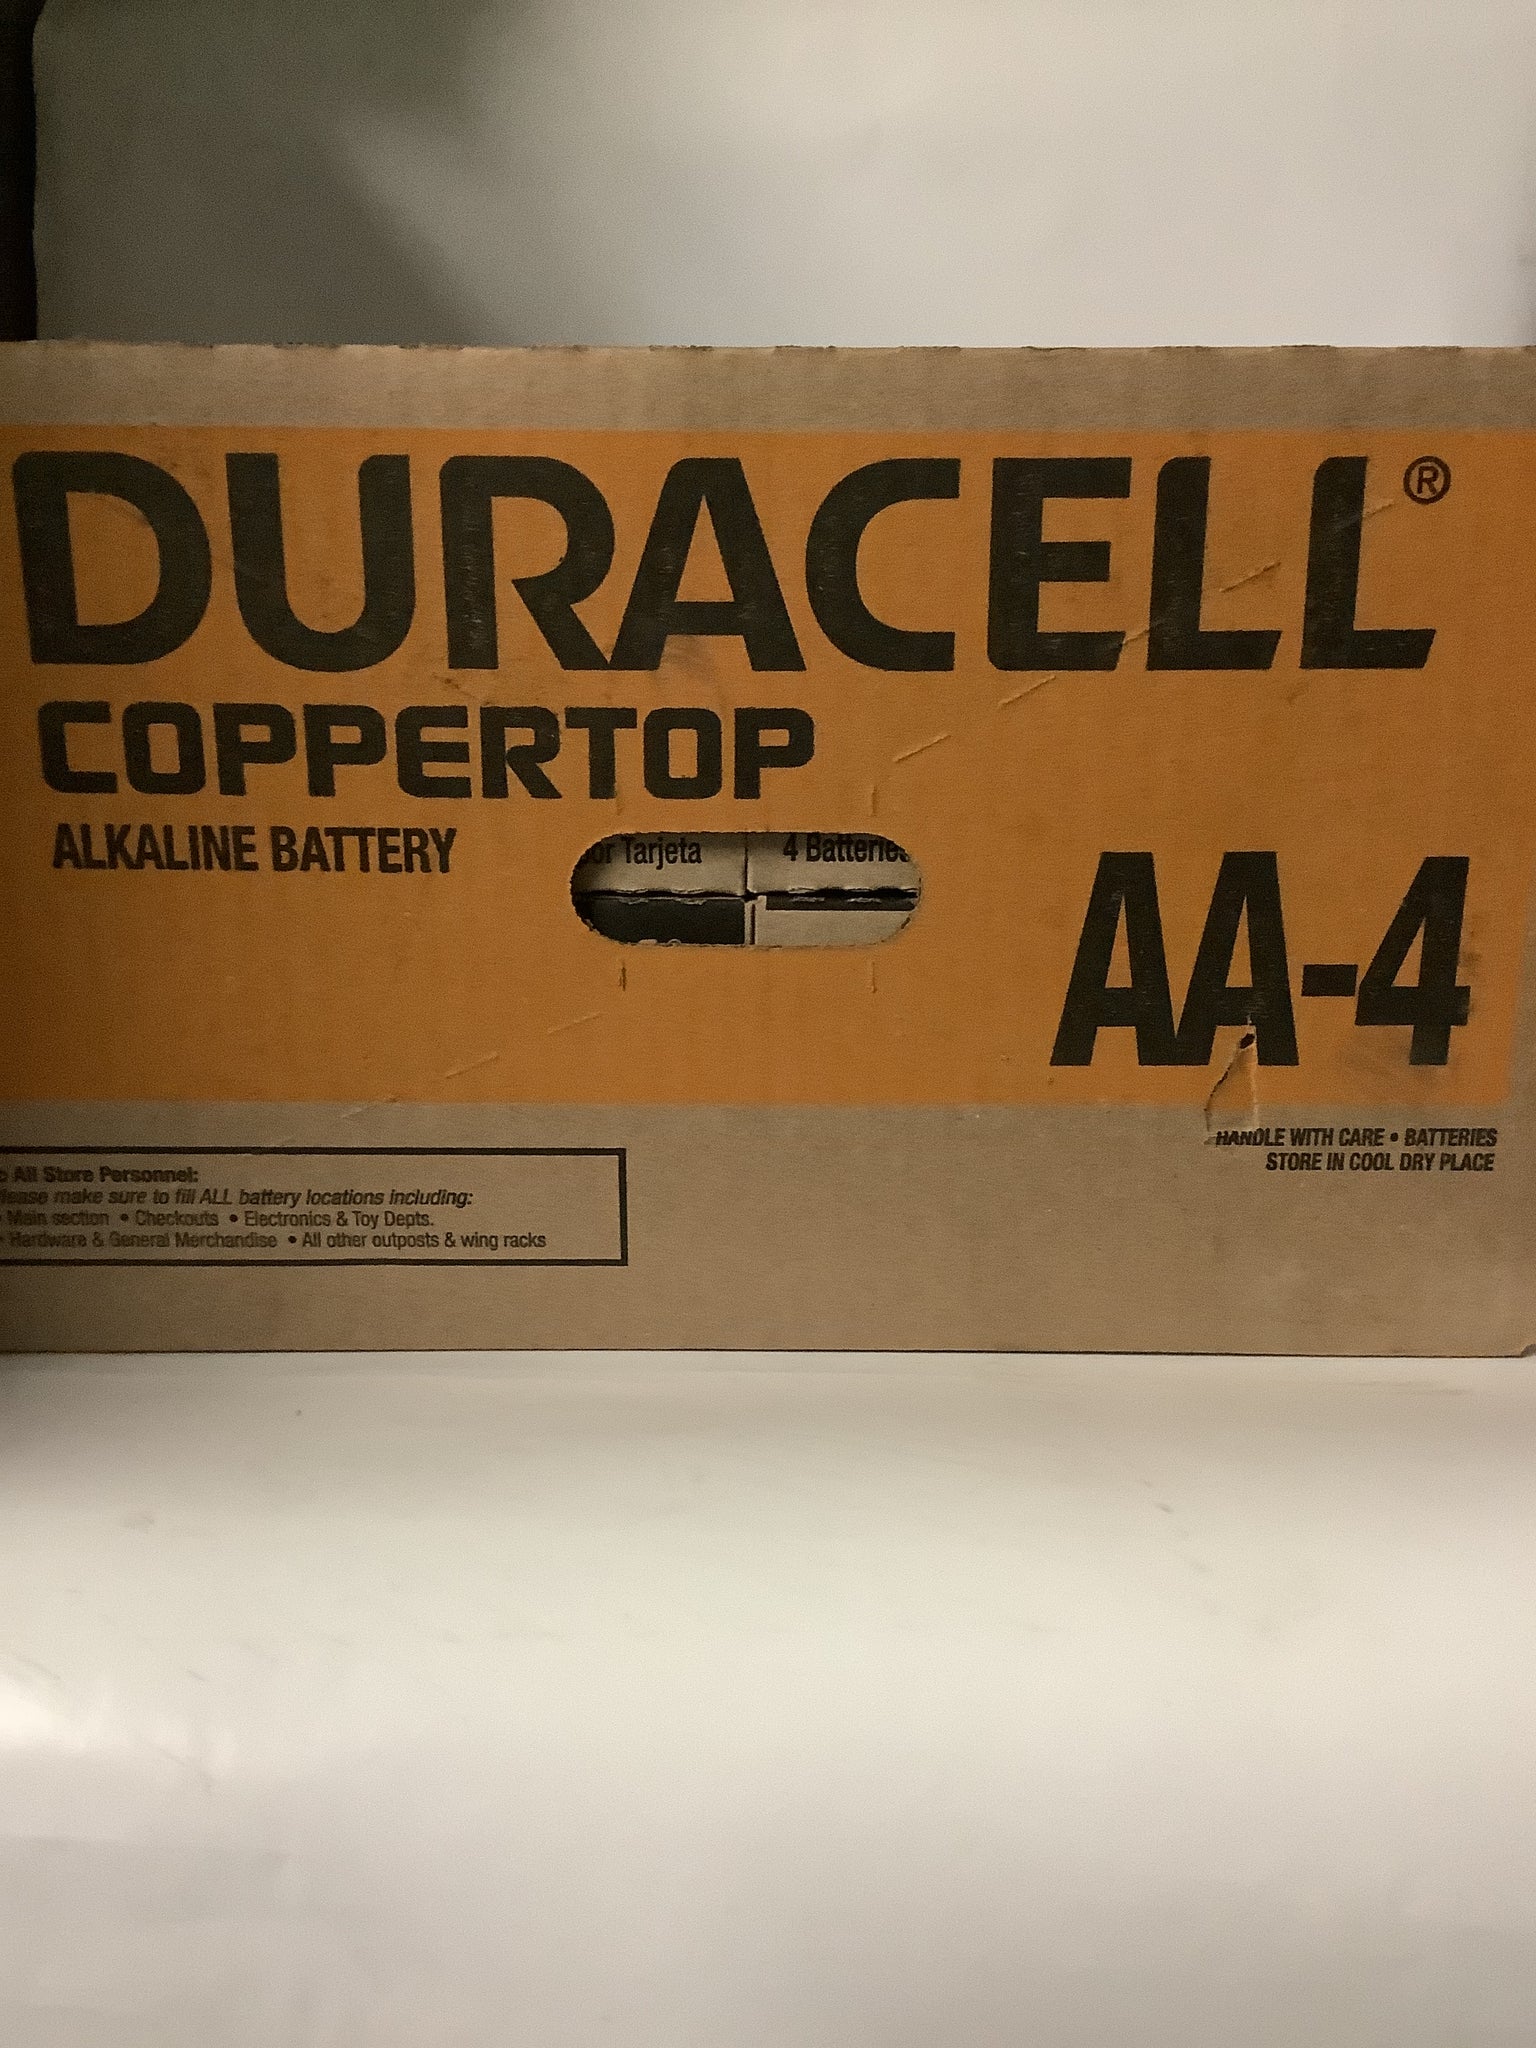 DURACELL®
COPPERTOP
ALKALINE BATTERY
Tarjeta 4 Batteries
AA-4
HANDLE WITH CARE • BATTERIES
STORE IN COOL DRY PLACE
All Store Personnel:
Please make sure to fill ALL battery locations including:
• Main section • Checkouts • Electronics & Toy Depts.
• Hardware & General Merchandise • All other outposts & wing racks